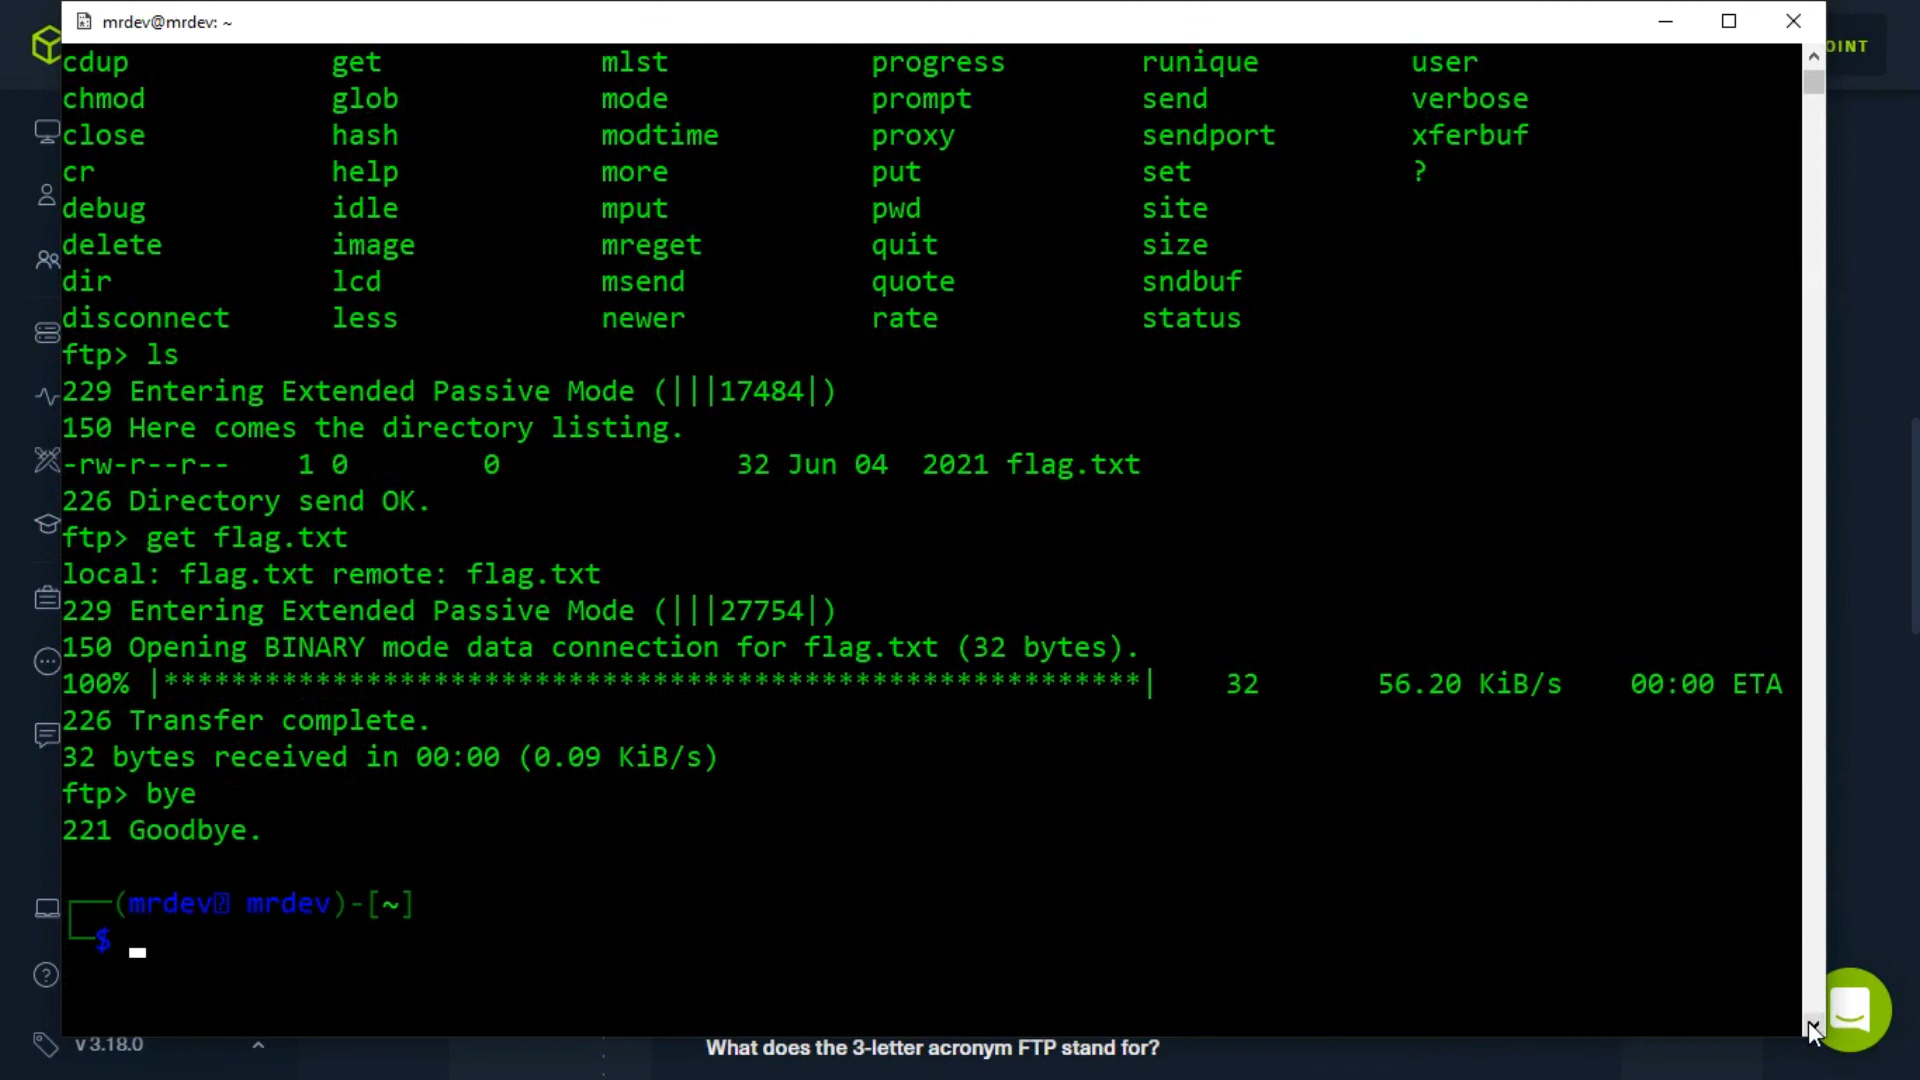 mrdev@mrdev: ~
OINT
cdup get mlst progress runique user
chmod glob mode prompt send verbose
close hash modtime proxy sendport xferbuf
cr help more put set ?
debug idle mput pwd site
delete image mreget quit size
dir lcd msend quote sndbuf
disconnect less newer rate status
ftp> ls
229 Entering Extended Passive Mode (|||17484|)
150 Here comes the directory listing.
-rw-r--r-- 1 0 0 32 Jun 04 2021 flag.txt
226 Directory send OK.
ftp> get flag.txt
local: flag.txt remote: flag.txt
229 Entering Extended Passive Mode (|||27754|)
150 Opening BINARY mode data connection for flag.txt (32 bytes).
100% |**********************************************************| 32 56.20 KiB/s 00:00 ETA
226 Transfer complete.
32 bytes received in 00:00 (0.09 KiB/s)
ftp> bye
221 Goodbye.
┌──(mrdev⍰ mrdev)-[~]
└─$
v3.18.0
What does the 3-letter acronym FTP stand for?